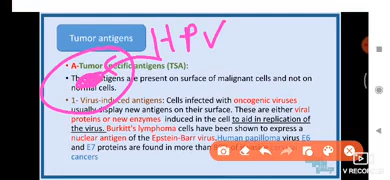 Tumor antigens
HPV
A-Tumor Specific antigens (TSA):
The antigens are present on surface of malignant cells and not on
normal cells.
1- Virus-induced antigens: Cells infected with oncogenic viruses
usually display new antigens on their surface. These are either viral
proteins or new enzymes induced in the cell to aid in replication of
the virus. Burkitt's lymphoma cells have been shown to express a
nuclear antigen of the Epstein-Barr virus. Human papilloma virus E6
and E7 proteins are found in more than
cancers
V RECORDER